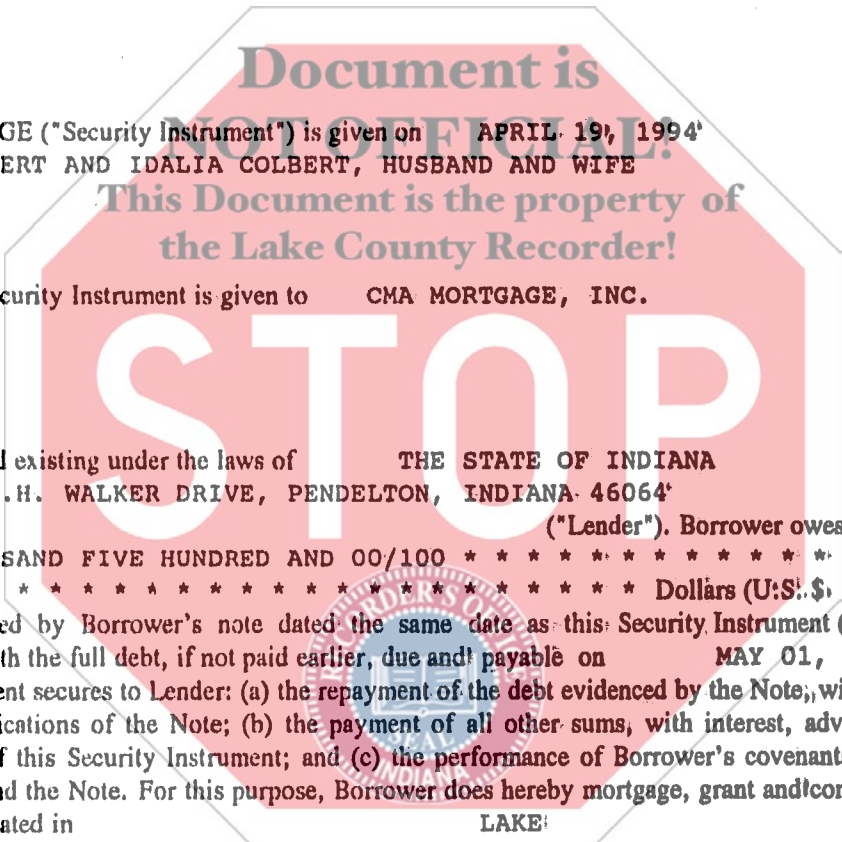 Document is
NOT OFFICIAL!
GE ("Security Instrument") is given on APRIL 19, 1994
ERT AND IDALIA COLBERT, HUSBAND AND WIFE
This Document is the property of
the Lake County Recorder!
curity Instrument is given to CMA MORTGAGE, INC.
STOP
d existing under the laws of THE STATE OF INDIANA
.H. WALKER DRIVE, PENDELTON, INDIANA 46064
("Lender"). Borrower owes
SAND FIVE HUNDRED AND 00/100 * * * * * * * * * * * *
* * * * * * * * * * * * * * * * * * * * Dollars (U.S. $
ed by Borrower's note dated the same date as this Security Instrument (
th the full debt, if not paid earlier, due and payable on MAY 01,
ent secures to Lender: (a) the repayment of the debt evidenced by the Note, wi
ications of the Note; (b) the payment of all other sums, with interest, adv
f this Security Instrument; and (c) the performance of Borrower's covenant
nd the Note. For this purpose, Borrower does hereby mortgage, grant and con
ated in LAKE
SEAL
INDIANA